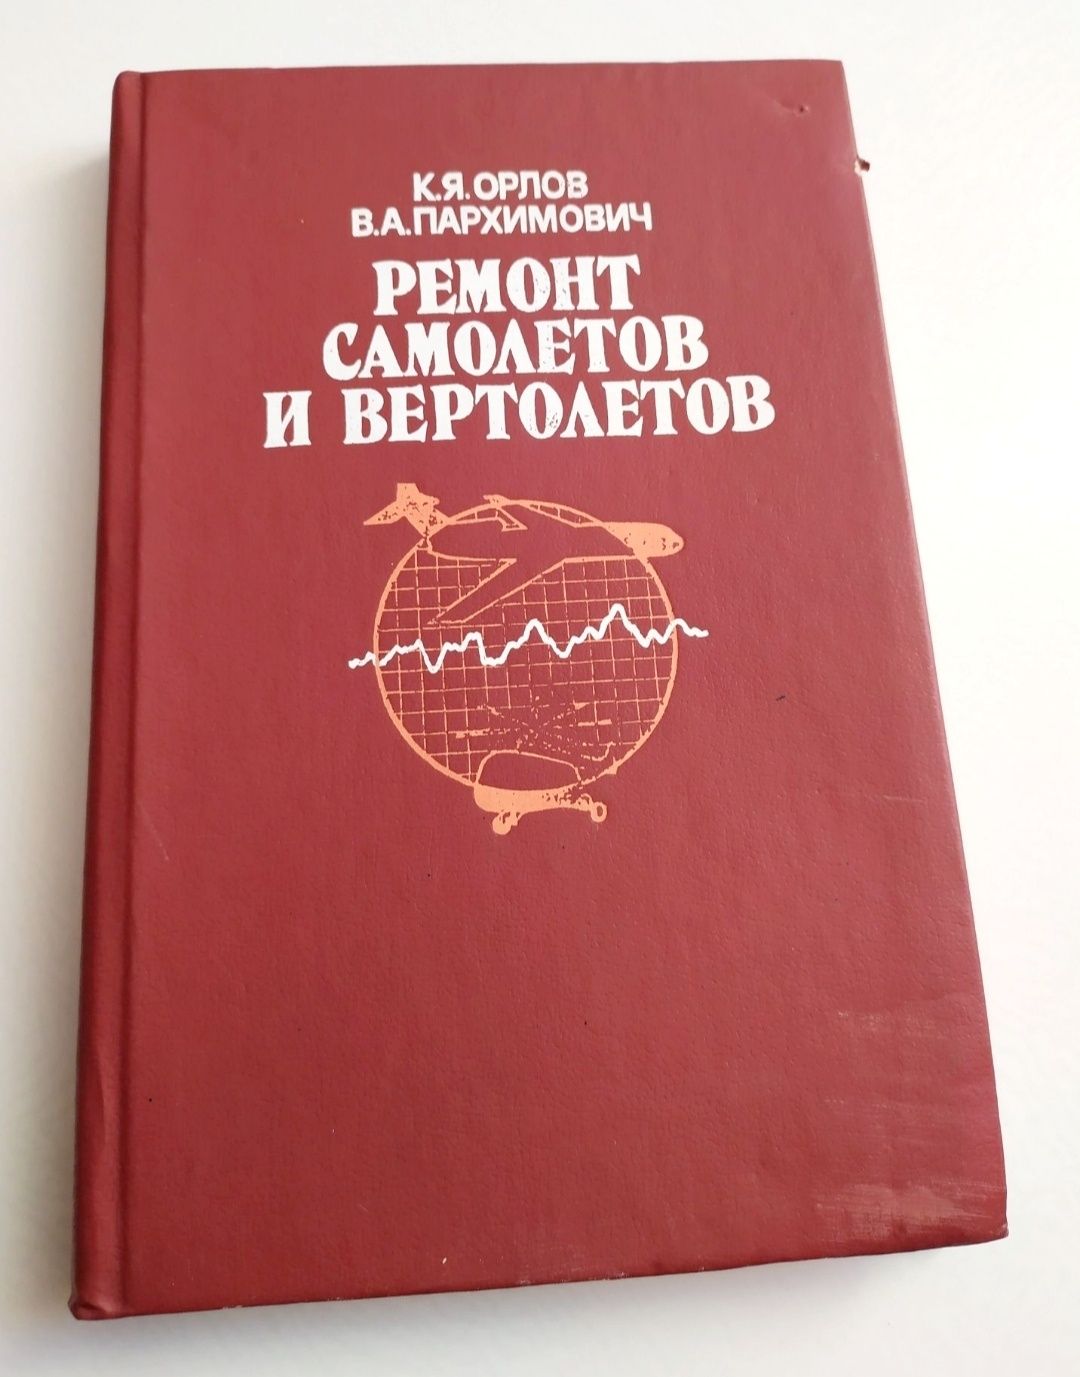 К.Я.ОРЛОВ
В.А.ПАРХИМОВИЧ
РЕМОНТ
САМОЛЕТОВ
И ВЕРТОЛЕТОВ